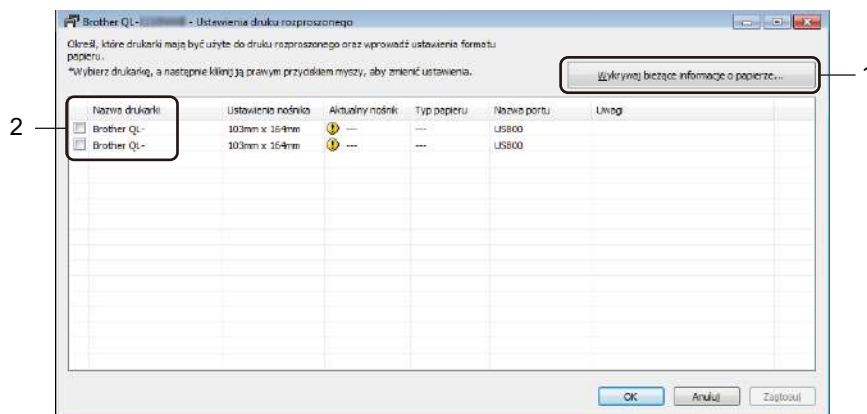 Brother QL- - Ustawienia druku rozproszonego
Określ, które drukarki mają być użyte do druku rozproszonego oraz wprowadź ustawienia formatu
papieru.
*Wybierz drukarkę, a następnie kliknij ją prawym przyciskiem myszy, aby zmienić ustawienia.
Wykrywaj bieżące informacje o papierze...
1
2
Nazwa drukarki Ustawienia nośnika Aktualny nośnik Typ papieru Nazwa portu Uwagi
Brother QL- 103mm x 164mm --- --- USB00
Brother QL- 103mm x 164mm --- --- USB00
OK Anuluj Zastosuj